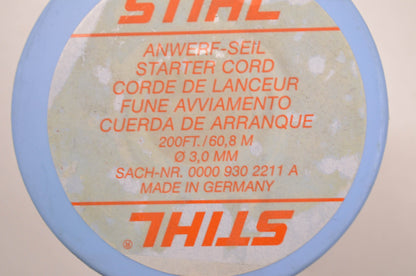 STIHL
ANWERF-SEIL
STARTER CORD
CORDE DE LANCEUR
FUNE AVVIAMENTO
CUERDA DE ARRANQUE
200FT./60,8 M
Ø 3,0 MM
SACH-NR. 0000 930 2211 A
MADE IN GERMANY
STIHL®